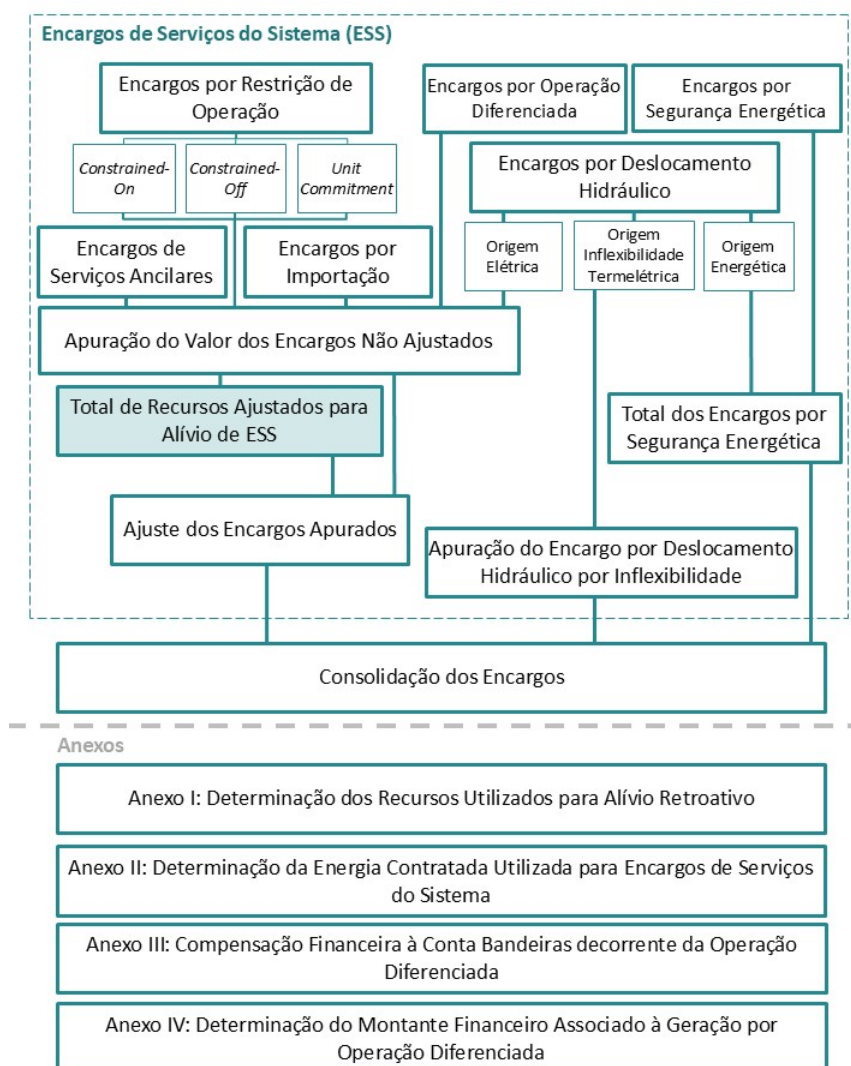 Encargos de Serviços do Sistema (ESS)
Encargos por Restrição de
Operação
Encargos por Operação
Diferenciada
Encargos por
Segurança Energética
Constrained-
On
Constrained-
Off
Unit
Commitment
Encargos por Deslocamento
Hidráulico
Encargos de
Serviços Ancilares
Encargos por
Importação
Origem
Elétrica
Origem
Inflexibilidade
Termelétrica
Origem
Energética
Apuração do Valor dos Encargos Não Ajustados
Total de Recursos Ajustados para
Alívio de ESS
Total dos Encargos por
Segurança Energética
Ajuste dos Encargos Apurados
Apuração do Encargo por Deslocamento
Hidráulico por Inflexibilidade
Consolidação dos Encargos
Anexos
Anexo I: Determinação dos Recursos Utilizados para Alívio Retroativo
Anexo II: Determinação da Energia Contratada Utilizada para Encargos de Serviços
do Sistema
Anexo III: Compensação Financeira à Conta Bandeiras decorrente da Operação
Diferenciada
Anexo IV: Determinação do Montante Financeiro Associado à Geração por
Operação Diferenciada